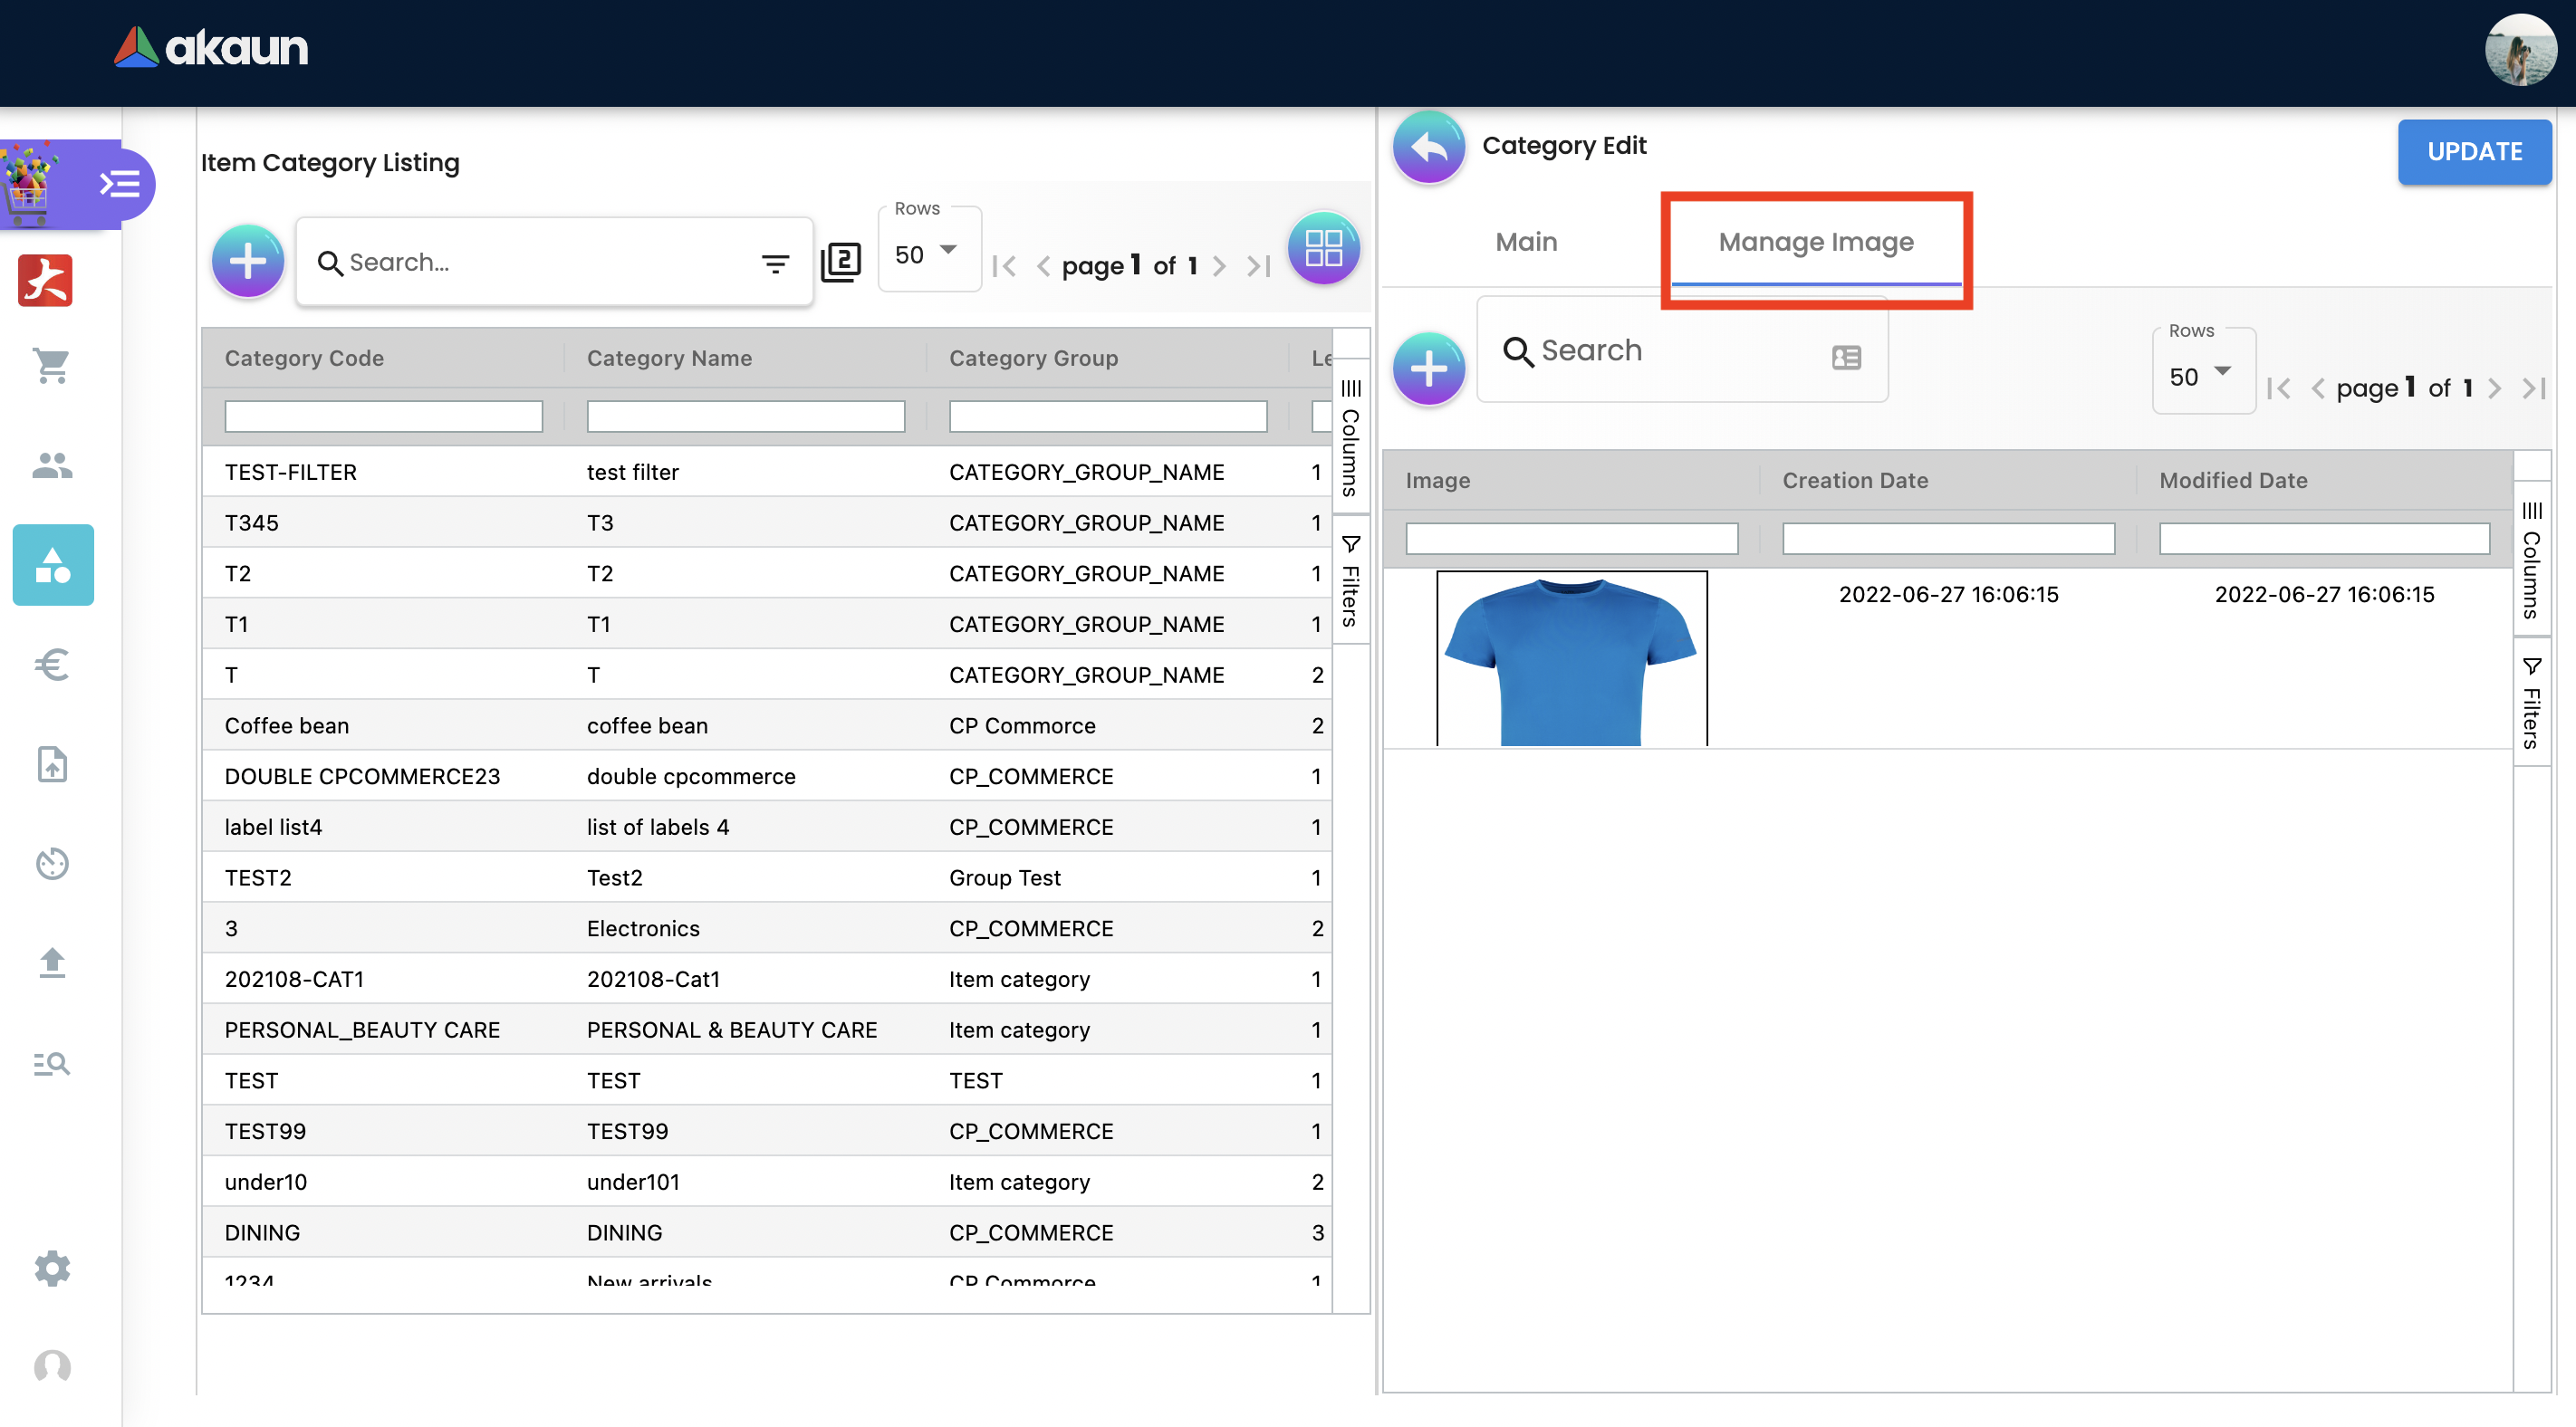 akaun
Item Category Listing
Search...
2
Rows
50
page 1 of 1
Category Code Category Name Category Group Le
TEST-FILTER test filter CATEGORY_GROUP_NAME 1
T345 T3 CATEGORY_GROUP_NAME 1
T2 T2 CATEGORY_GROUP_NAME 1
T1 T1 CATEGORY_GROUP_NAME 1
T T CATEGORY_GROUP_NAME 2
Coffee bean coffee bean CP Commorce 2
DOUBLE CPCOMMERCE23 double cpcommerce CP_COMMERCE 1
label list4 list of labels 4 CP_COMMERCE 1
TEST2 Test2 Group Test 1
3 Electronics CP_COMMERCE 2
202108-CAT1 202108-Cat1 Item category 1
PERSONAL_BEAUTY CARE PERSONAL & BEAUTY CARE Item category 1
TEST TEST TEST 1
TEST99 TEST99 CP_COMMERCE 1
under10 under101 Item category 2
DINING DINING CP_COMMERCE 3
1234 New arrivals CP Commorce 1
Columns
Filters
Category Edit
UPDATE
Main Manage Image
Search
Rows
50
page 1 of 1
Image Creation Date Modified Date
2022-06-27 16:06:15 2022-06-27 16:06:15
Columns
Filters